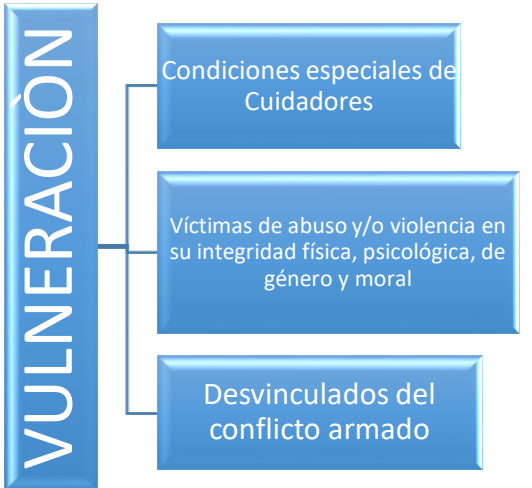 VULNERACIÓN
Condiciones especiales de
Cuidadores
Víctimas de abuso y/o violencia en
su integridad física, psicológica, de
género y moral
Desvinculados del
conflicto armado